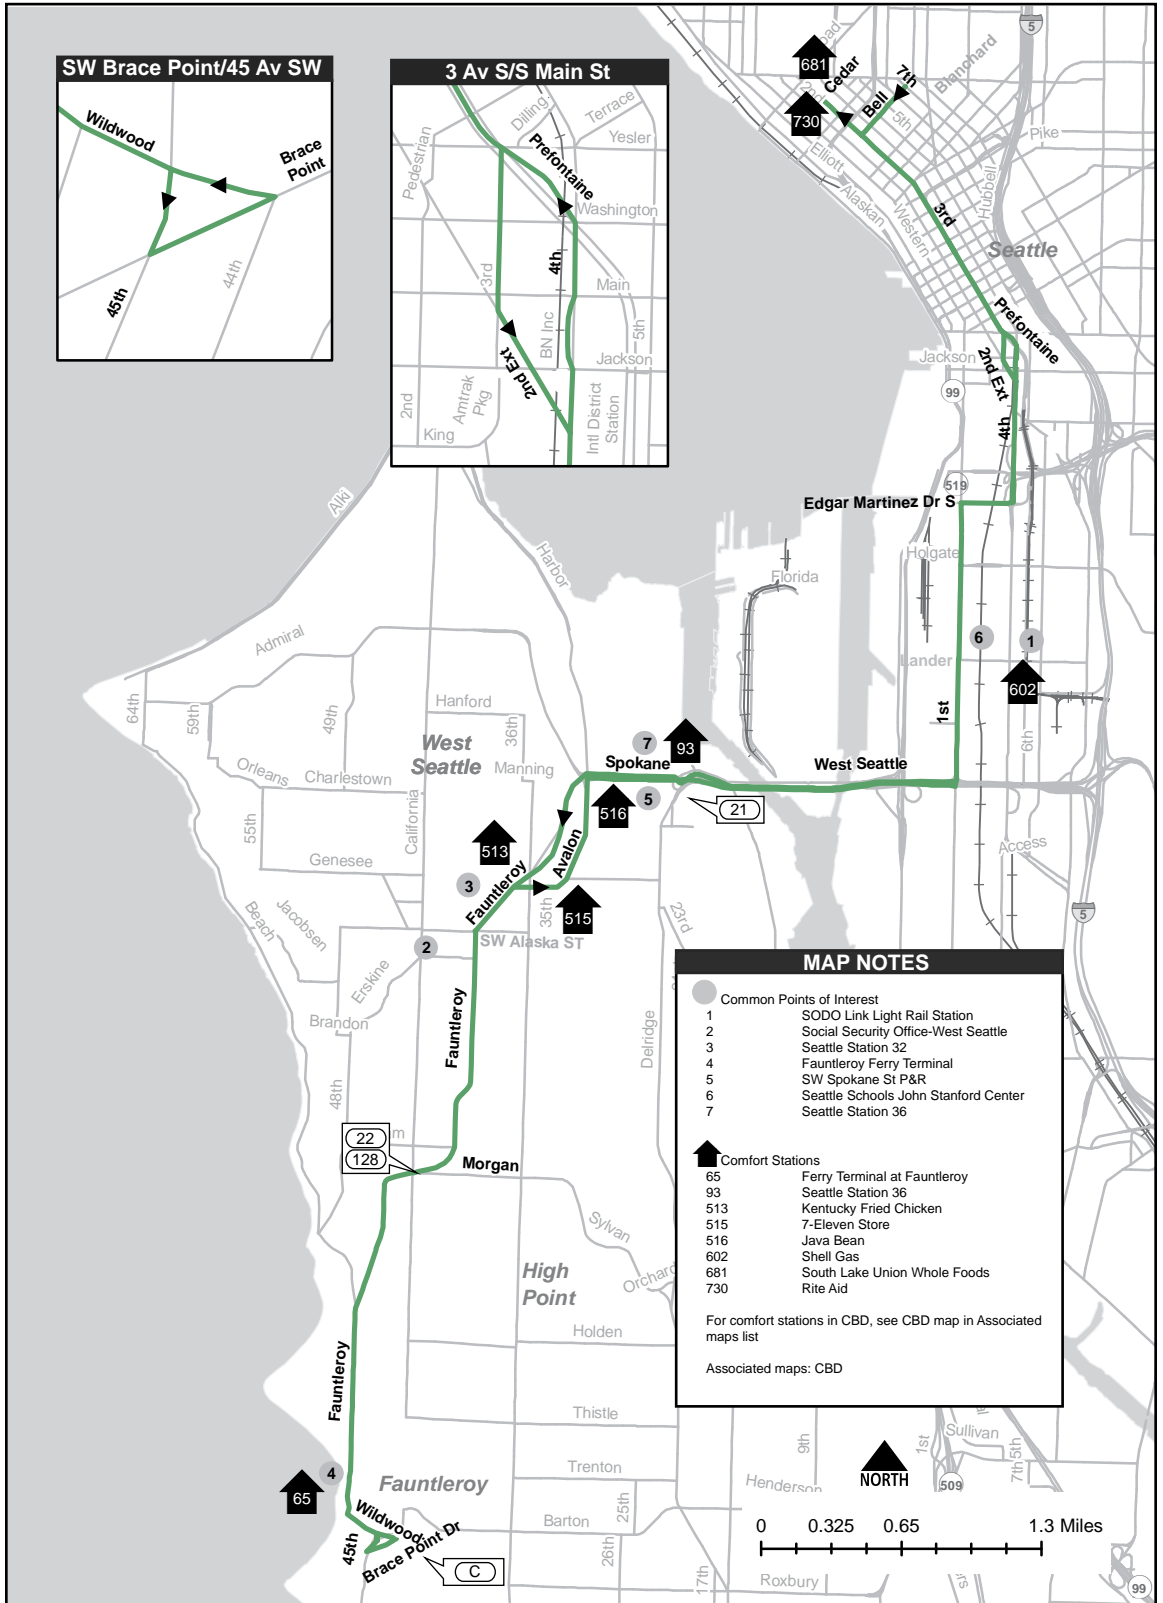 SW Brace Point/45 Av SW
Wildwood
Brace
Point
44th
45th
3 Av S/S Main St
Dilling.
Terrace
Yesler
Pedestrian
Prefontaine
Washington
3rd
4th
Main
BN Inc
5th
Jackson
2nd Ext
2nd
Amtrak
Pkg
King
Intl District
Station
5
681
Cedar
2nd
7th
Blanchard
730
Bell
5th
Pike
Elliott
Alaskan
Western
Hubbell
3rd
Seattle
Prefontaine
Jackson
2nd Ext
99
4th
519
Edgar Martinez Dr S
Alki
Harbor
Holgate
Florida
6
1
Admiral
Lander
602
64th
59th
49th
Hanford
36th
1st
6th
West
Seattle
7
93
Spokane
West Seattle
Orleans
Charlestown
Manning
California
5
516
21
55th
513
Avalon
Access
Genesee
3
Fauntleroy
35th
515
23rd
5
Beach
Jacobsen
2
SW Alaska ST
Erskine
Brandon
Fauntleroy
Delridge
48th
22
128
m
Morgan
Sylvan
Orchard
High
Point
Holden
Fauntleroy
Thistle
4
65
Fauntleroy
Trenton
25th
Wildwood
Barton
45th
Brace Point Dr
C
26th
17th
Roxbury
MAP NOTES
Common Points of Interest
1 SODO Link Light Rail Station
2 Social Security Office-West Seattle
3 Seattle Station 32
4 Fauntleroy Ferry Terminal
5 SW Spokane St P&R
6 Seattle Schools John Stanford Center
7 Seattle Station 36
Comfort Stations
65 Ferry Terminal at Fauntleroy
93 Seattle Station 36
513 Kentucky Fried Chicken
515 7-Eleven Store
516 Java Bean
602 Shell Gas
681 South Lake Union Whole Foods
730 Rite Aid
For comfort stations in CBD, see CBD map in Associated
maps list
Associated maps: CBD
9th
1st
Sullivan
7th
5th
Henderson
NORTH
509
0 0.325 0.65 1.3 Miles
99